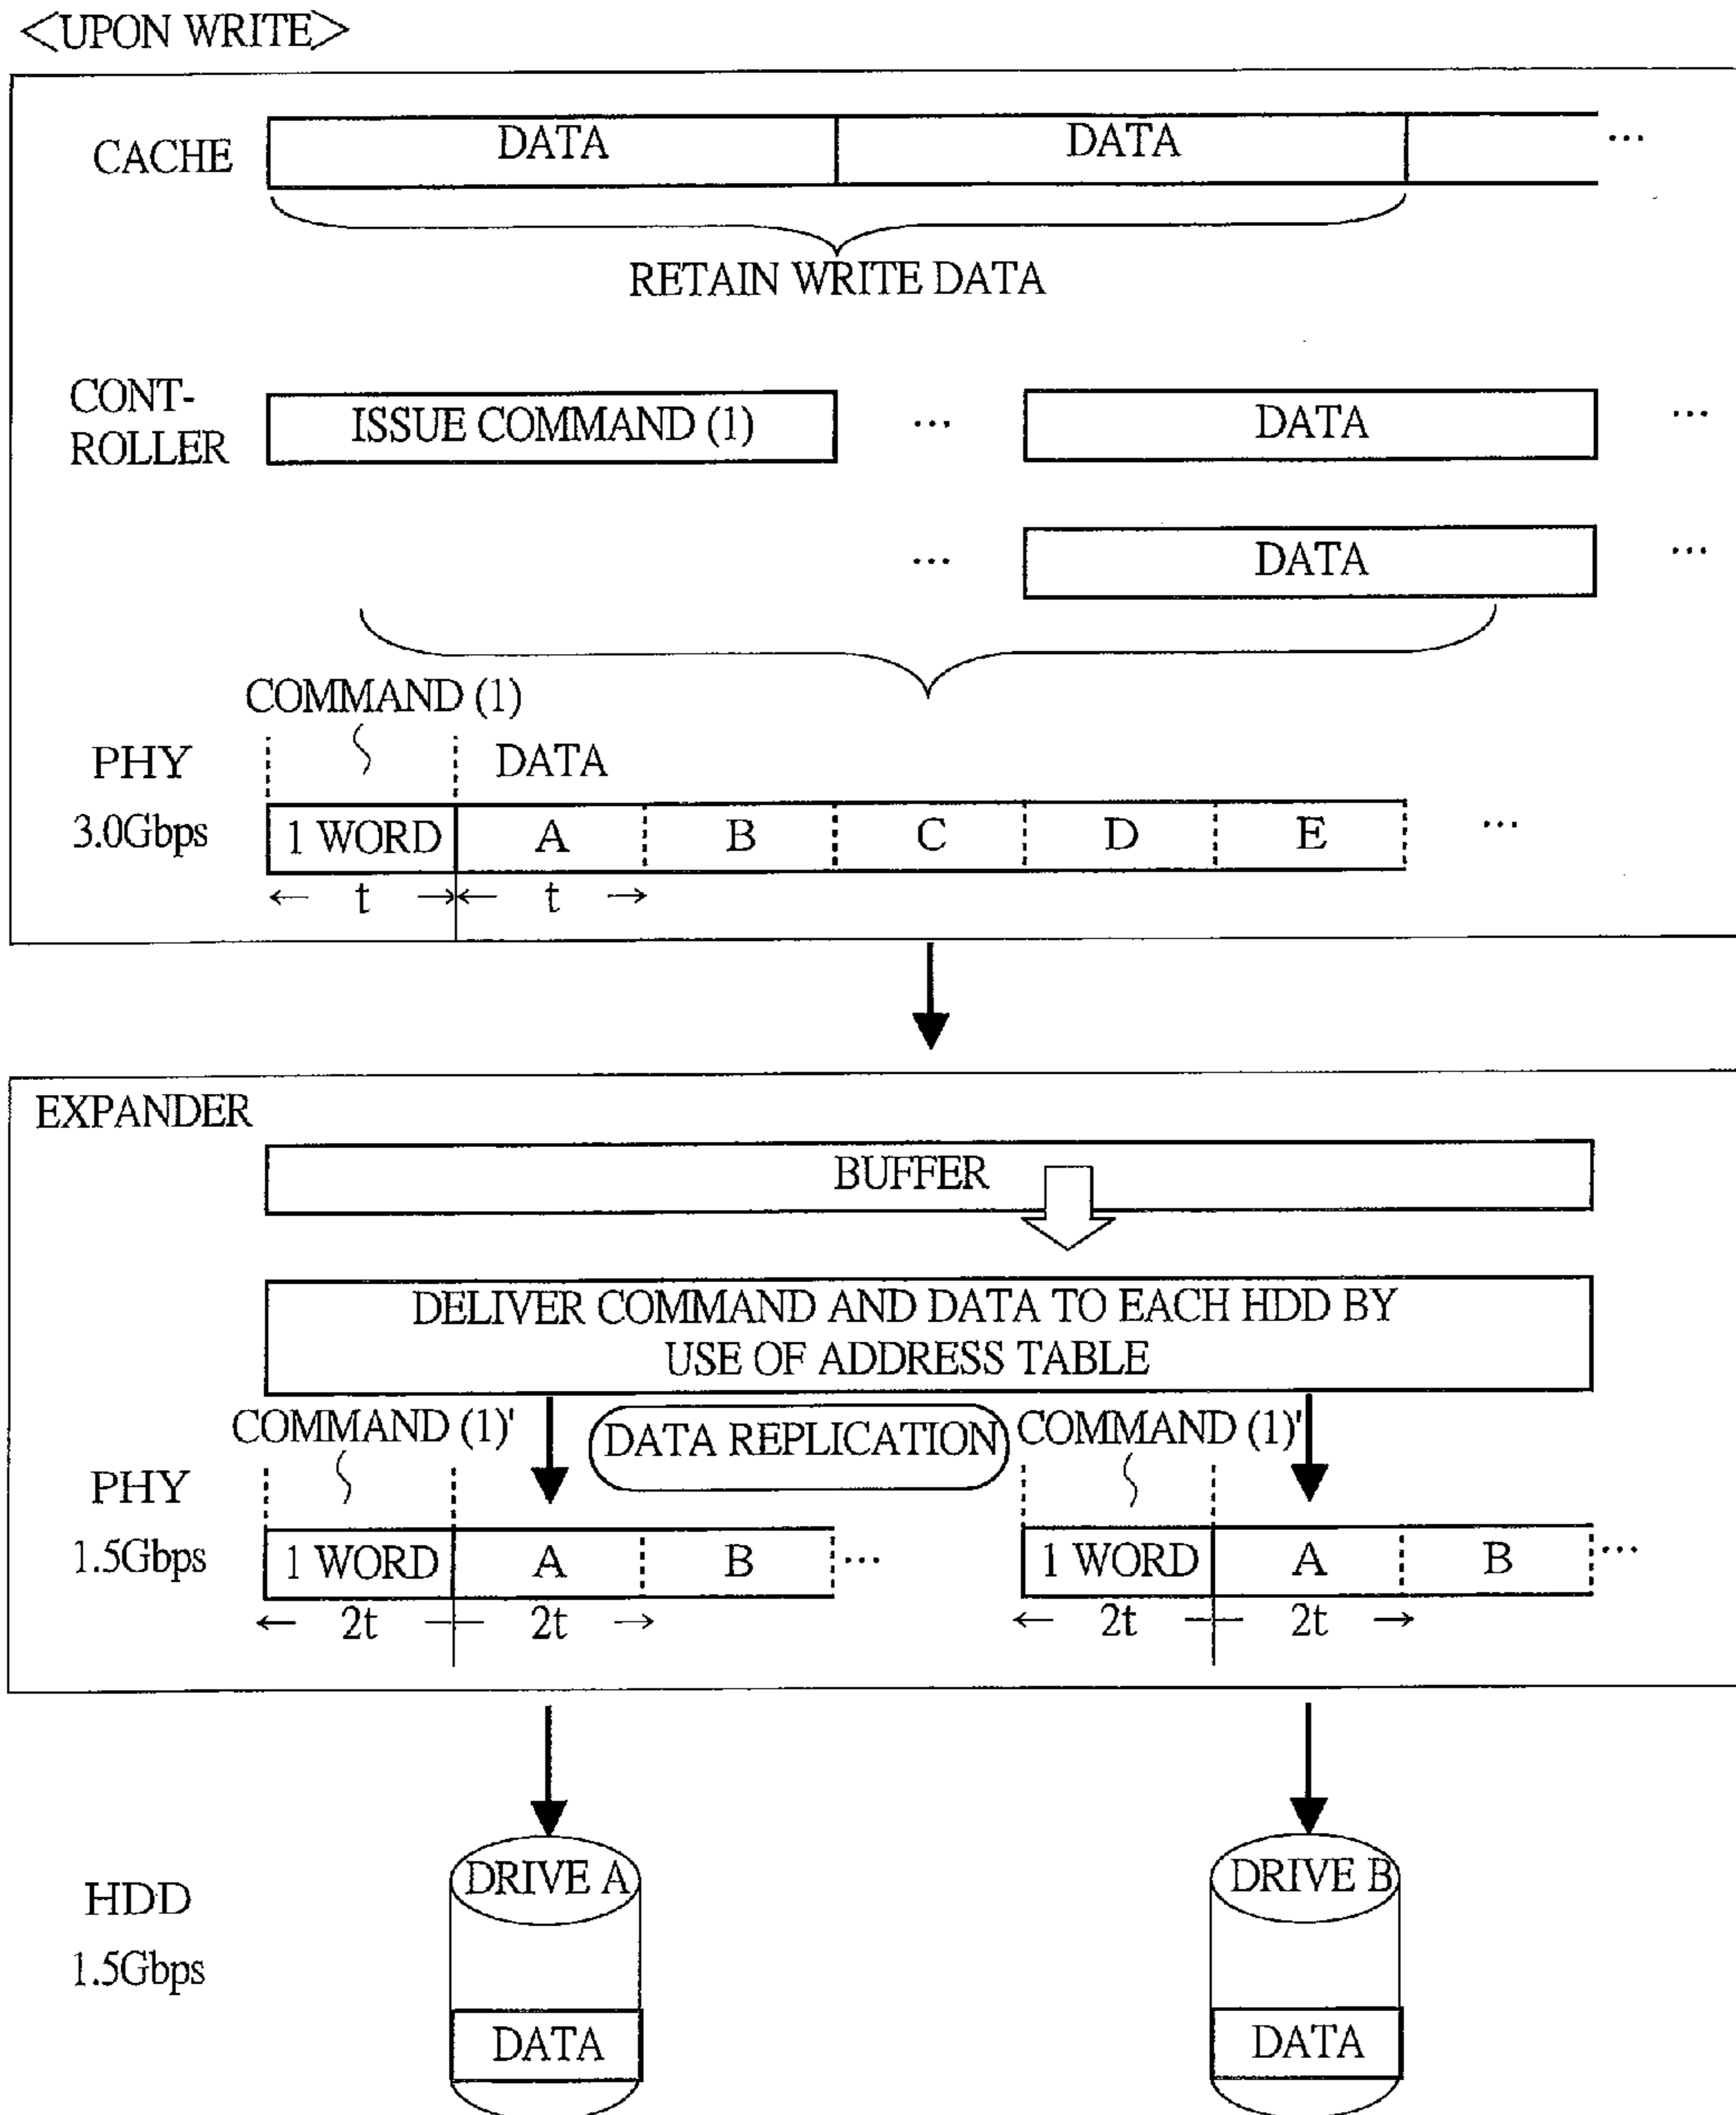 <UPON WRITE>
CACHE DATA DATA ...
RETAIN WRITE DATA
CONT-
ROLLER ISSUE COMMAND (1) ... DATA ...
... DATA ...
COMMAND (1)
PHY DATA
3.0Gbps 1 WORD A B C D E ...
← t →← t →
EXPANDER
BUFFER
DELIVER COMMAND AND DATA TO EACH HDD BY
USE OF ADDRESS TABLE
COMMAND (1)' DATA REPLICATION COMMAND (1)'
PHY
1.5Gbps 1 WORD A B ... 1 WORD A B ...
← 2t — 2t → ← 2t — 2t →
DRIVE A DRIVE B
HDD
1.5Gbps
DATA DATA